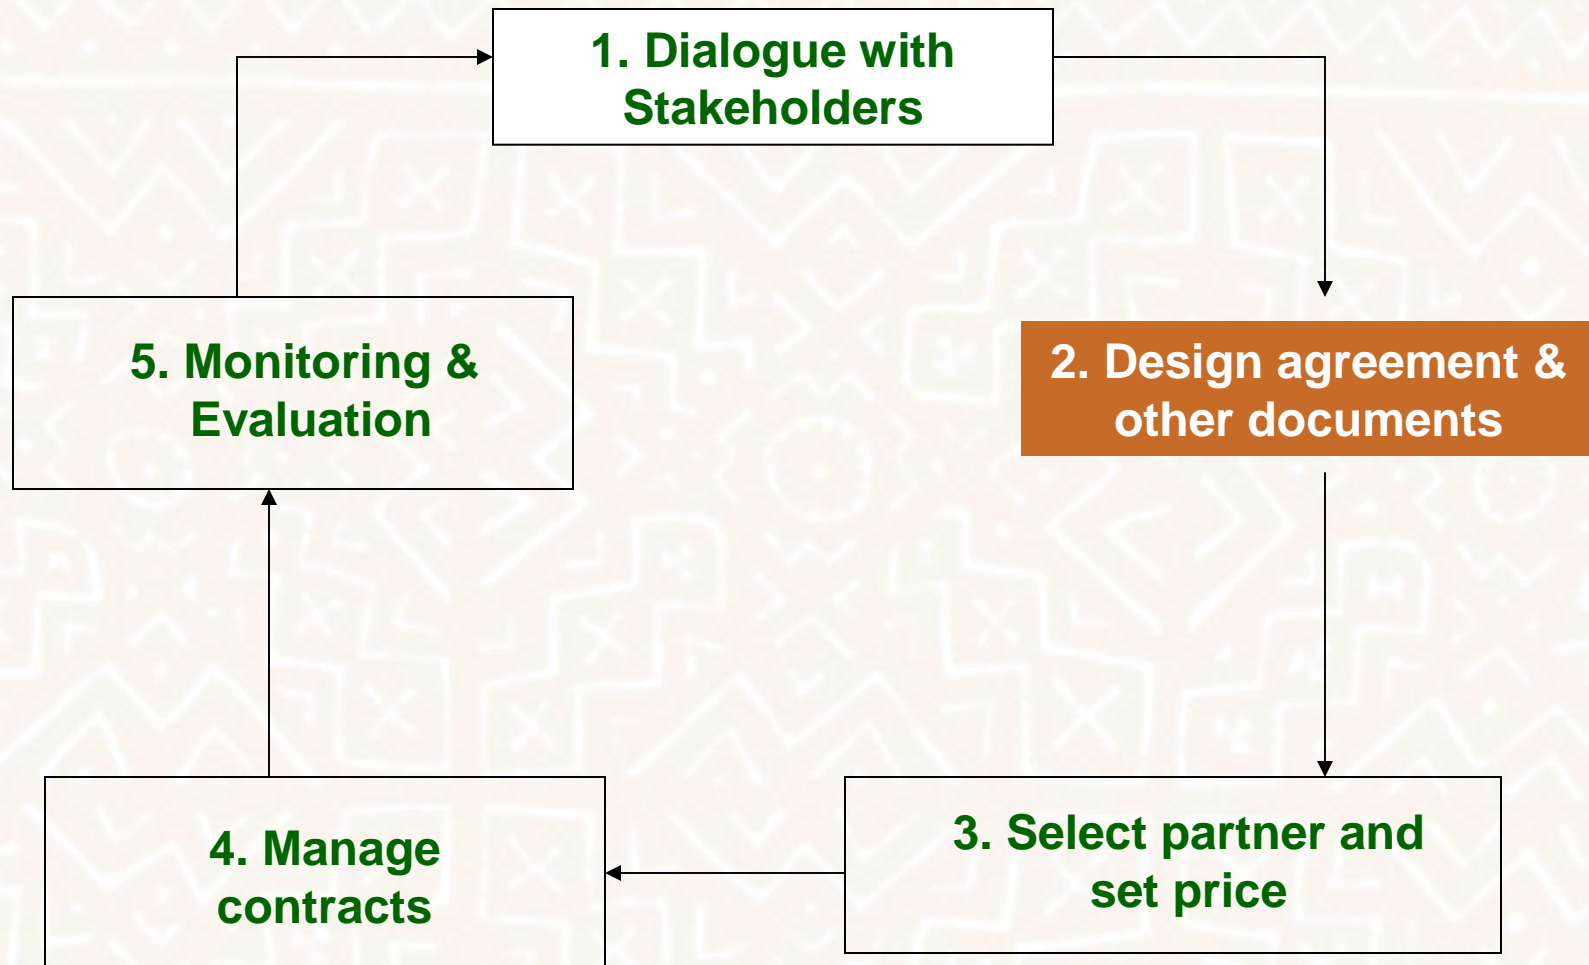 1. Dialogue with
Stakeholders
2. Design agreement &
other documents
3. Select partner and
set price
4. Manage
contracts
5. Monitoring &
Evaluation